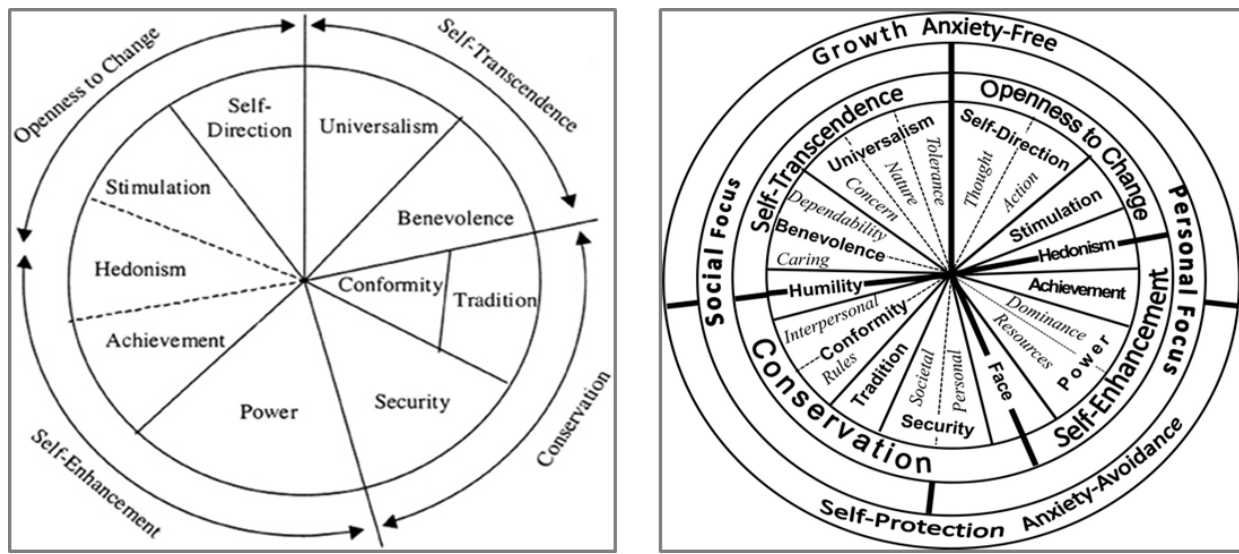 Openness to Change
Self-Transcendence
Self-
Direction
Universalism
Stimulation
Benevolence
Hedonism
Conformity
Tradition
Achievement
Power
Security
Self-Enhancement
Conservation
Growth Anxiety-Free
Self-Transcendence
Openness to Change
Social Focus
Personal Focus
Universalism
Tolerance
Nature
Concern
Self-Direction
Thought
Action
Dependability
Benevolence
Caring
Stimulation
Hedonism
Humility
Achievement
Interpersonal
Conformity
Rules
Dominance
Resources
Power
Tradition
Societal
Personal
Security
Face
Conservation
Self-Enhancement
Self-Protection Anxiety-Avoidance